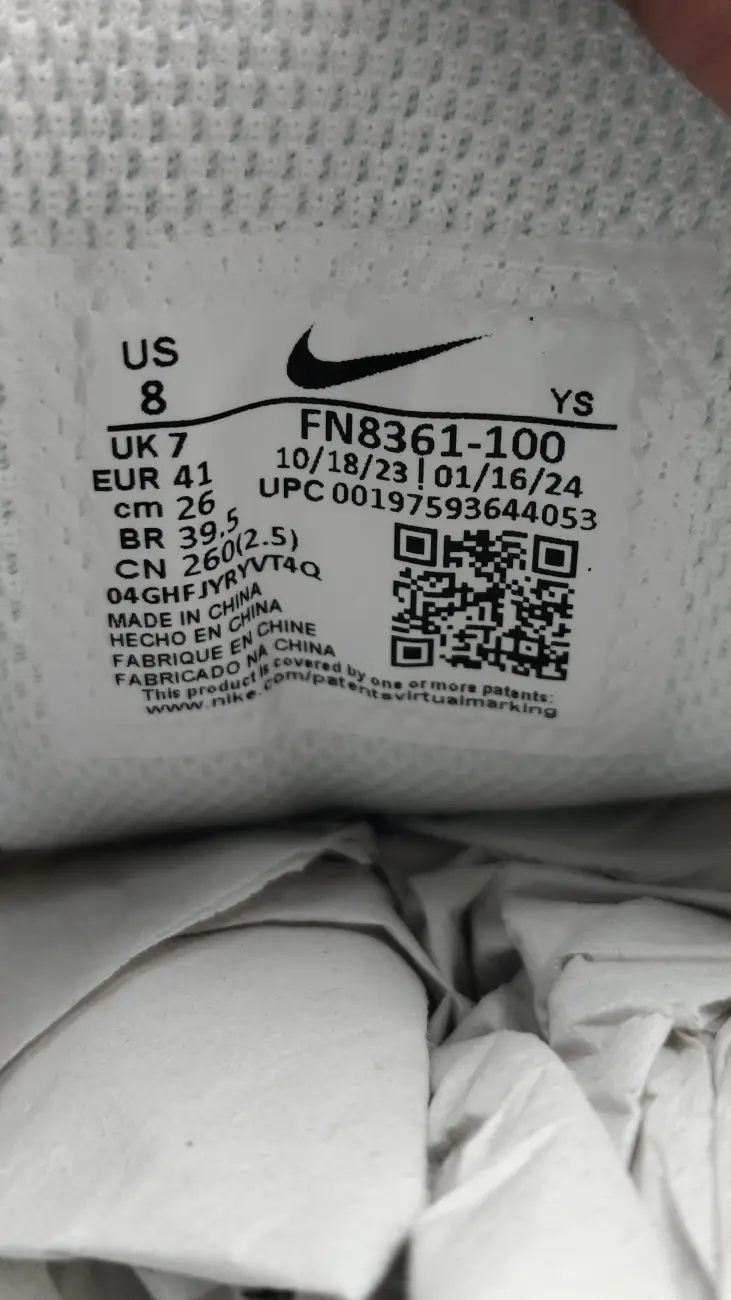 US
8
YS
UK 7
EUR 41
cm 26
BR 39.5
CN 260(2.5)
04GHFJYRYVT4Q
MADE IN CHINA
HECHO EN CHINA
FABRIQUE EN CHINE
FABRICADO NA CHINA
FN8361-100
10/18/23 | 01/16/24
UPC 00197593644053
This product is covered by one or more patents:
www.nike.com/patentsvirtualmarking